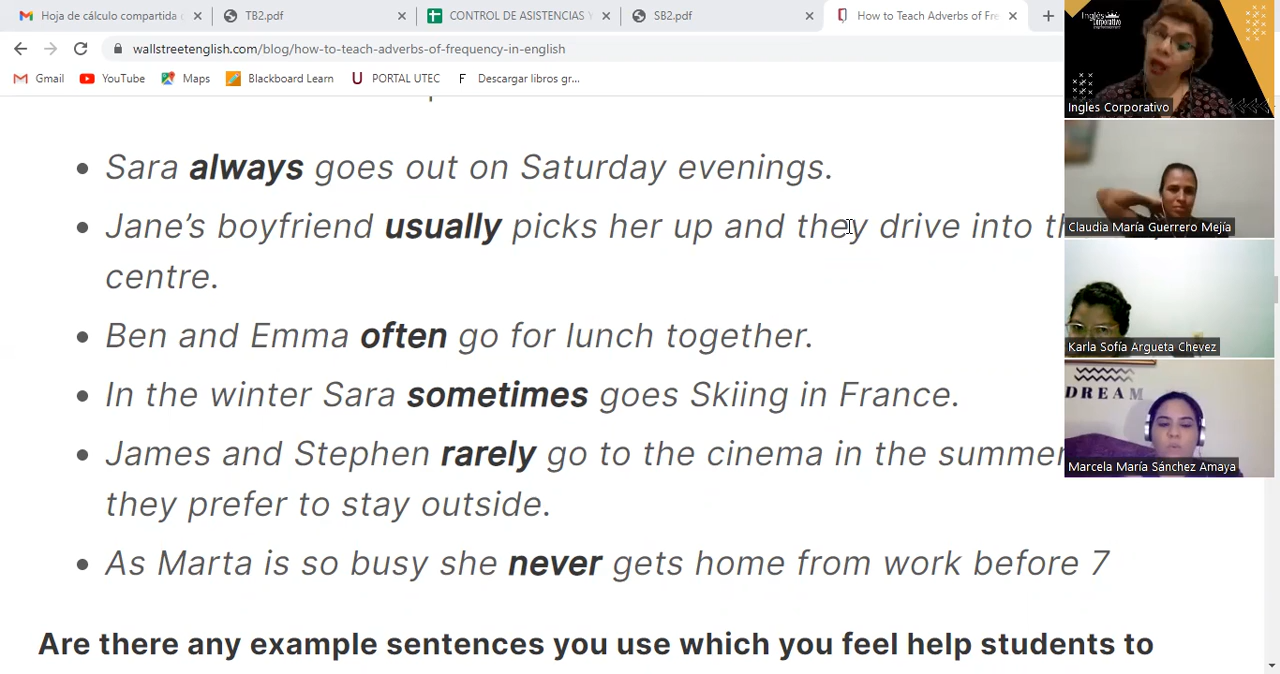 Hoja de cálculo compartida
TB2.pdf
CONTROL DE ASISTENCIAS Y
SB2.pdf
How to Teach Adverbs of Fre
wallstreetenglish.com/blog/how-to-teach-adverbs-of-frequency-in-english
Gmail
YouTube
Maps
Blackboard Learn
PORTAL UTEC
Descargar libros gr...
Sara always goes out on Saturday evenings.
Jane's boyfriend usually picks her up and they drive into
centre.
Ben and Emma often go for lunch together.
In the winter Sara sometimes goes Skiing in France.
James and Stephen rarely go to the cinema in the summer
they prefer to stay outside.
As Marta is so busy she never gets home from work before 7
Are there any example sentences you use which you feel help students to
Inglés
Corporativo
Ingles Corporativo
Claudia María Guerrero Mejía
Karla Sofía Argueta Chevez
DREAM
Marcela María Sánchez Amaya